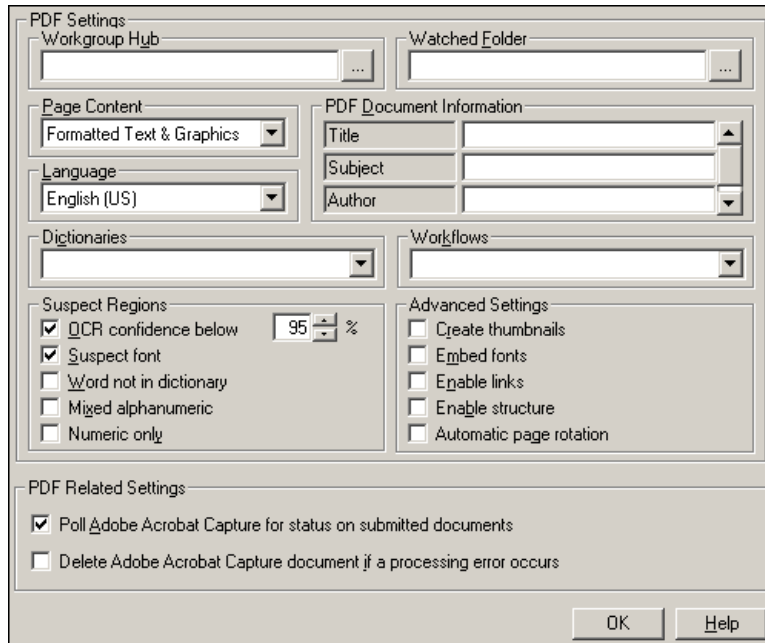 PDF Settings
Workgroup Hub Watched Folder
... ...
Page Content PDF Document Information
Formatted Text & Graphics Title
Subject
Language
English (US) Author
Dictionaries Workflows
Suspect Regions Advanced Settings
OCR confidence below 95 % Create thumbnails
Suspect font Embed fonts
Word not in dictionary Enable links
Mixed alphanumeric Enable structure
Numeric only Automatic page rotation
PDF Related Settings
Poll Adobe Acrobat Capture for status on submitted documents
Delete Adobe Acrobat Capture document if a processing error occurs
OK Help